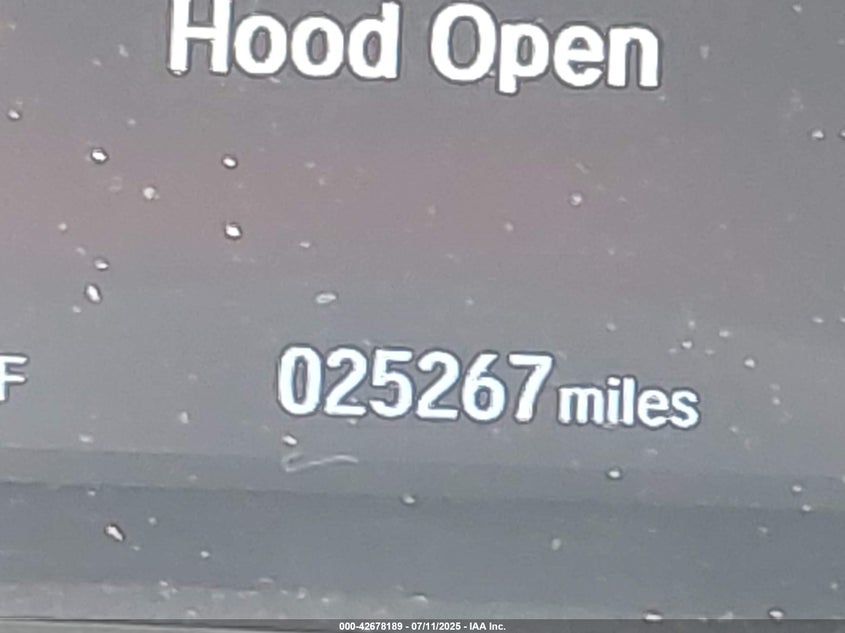 Hood Open
F
025267 miles
000-42678189 - 07/11/2025 - IAA Inc.